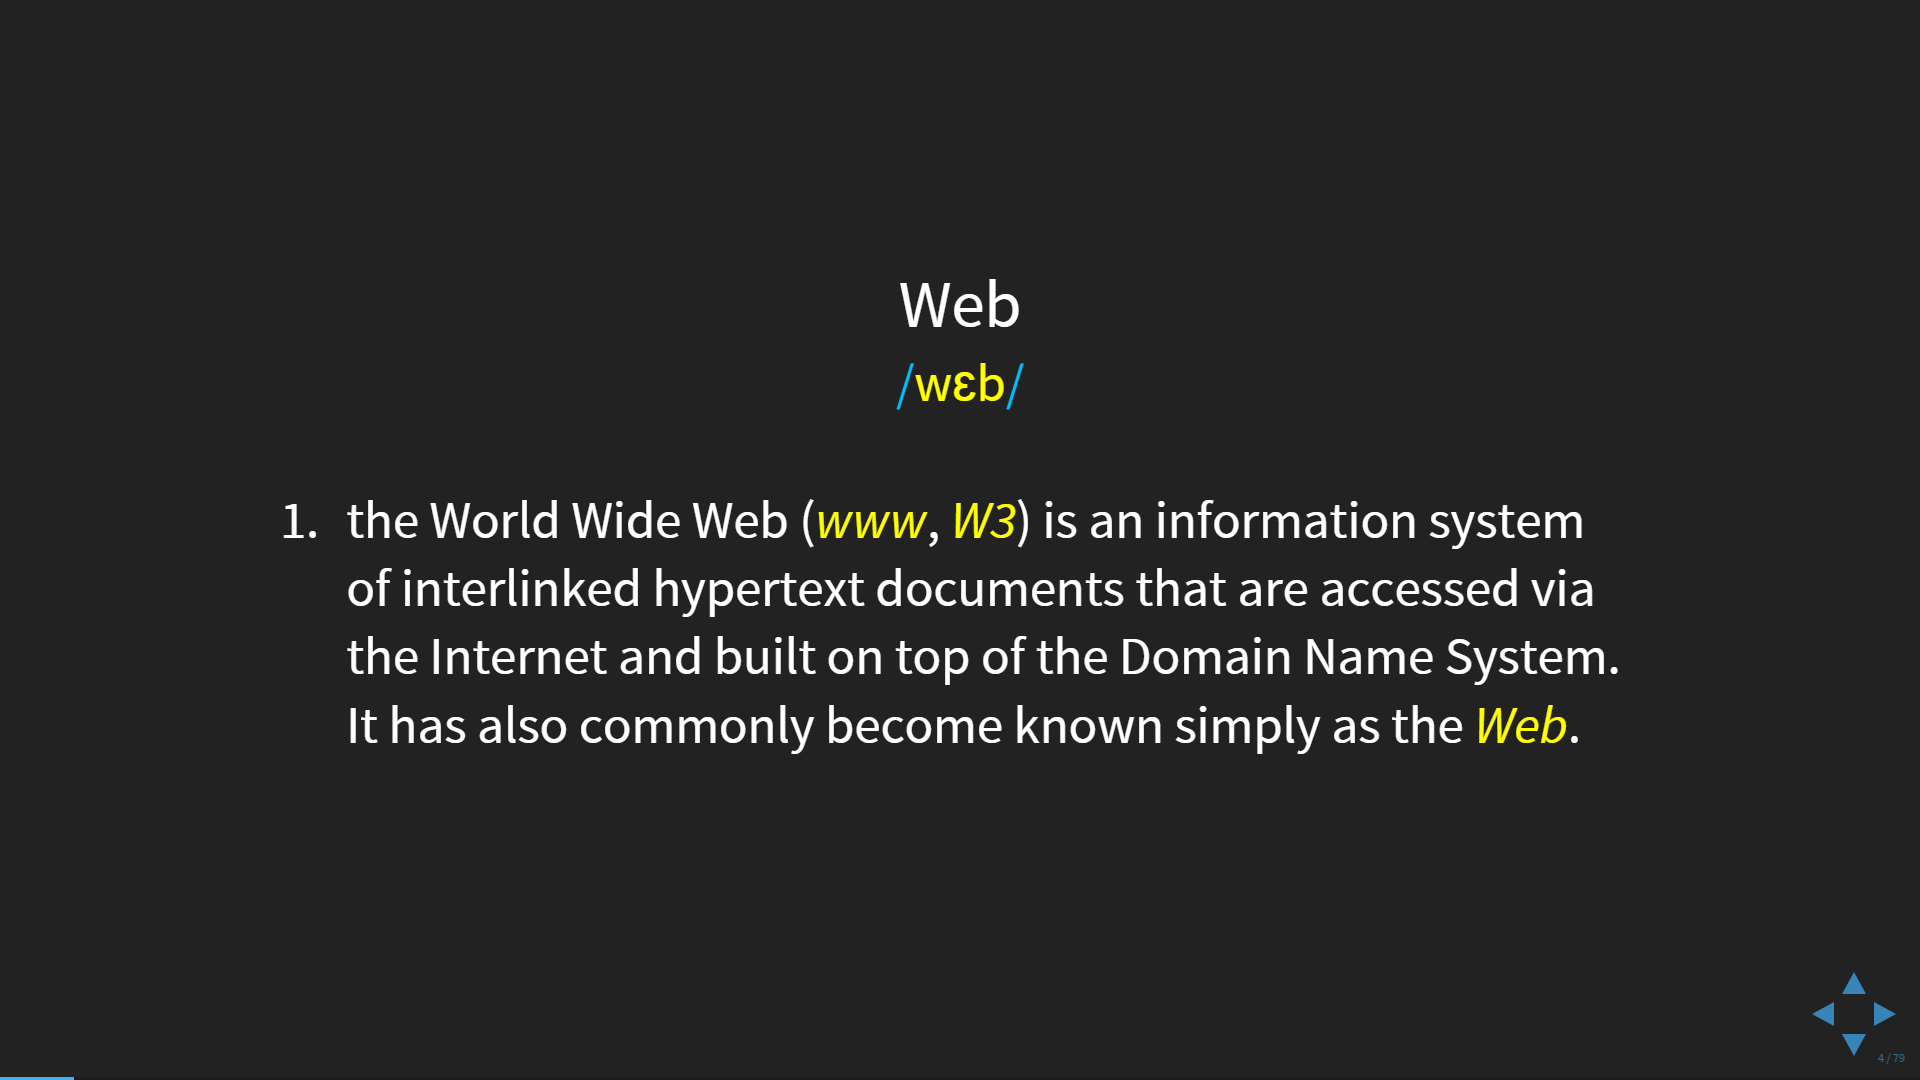 Web
/wɛb/
1. the World Wide Web (www, W3) is an information system
of interlinked hypertext documents that are accessed via
the Internet and built on top of the Domain Name System.
It has also commonly become known simply as the Web.
4 / 79